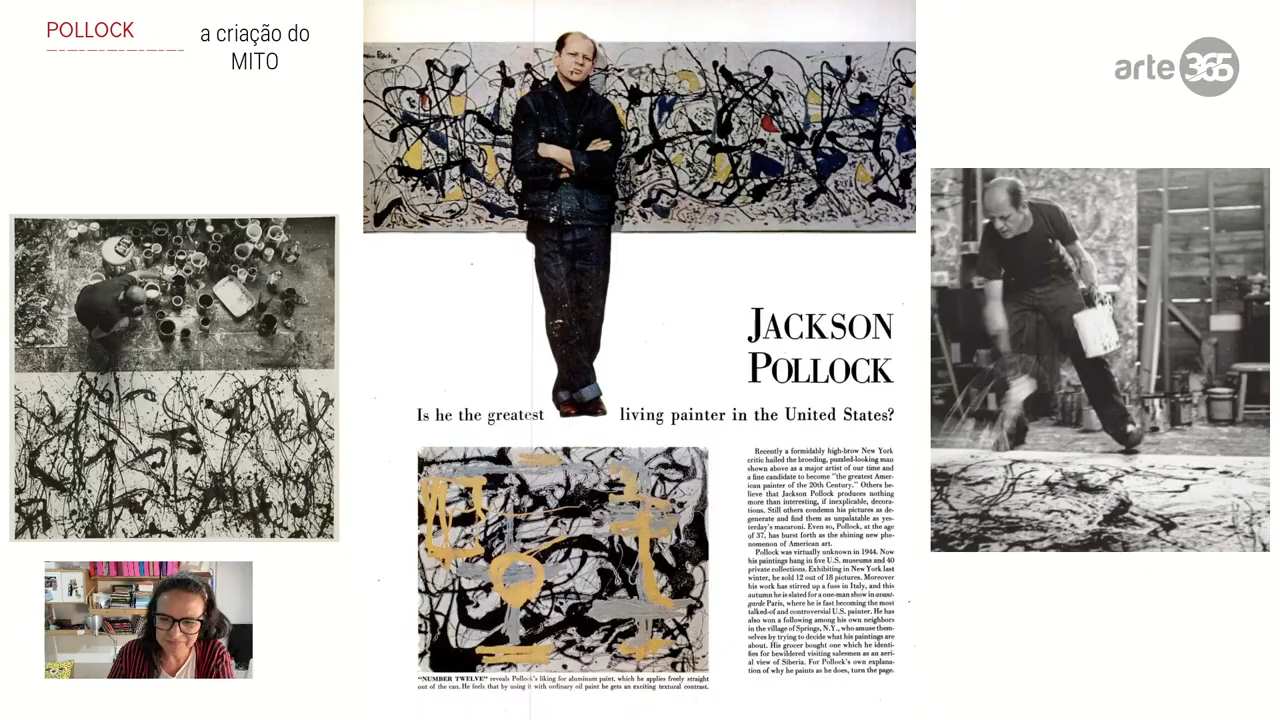 POLLOCK
a criação do
MITO
arte 365
JACKSON
POLLOCK
Is he the greatest living painter in the United States?
Recently a formidably high-brow New York
critic hailed the brooding, puzzled-looking man
shown above as a major artist of our time and
a fine candidate to become "the greatest Amer-
ican painter of the 20th Century." Others be-
lieve that Jackson Pollock produces nothing
more than interesting, if inexplicable, decora-
tions. Still others condemn his pictures as de-
generate and find them as unpalatable as yes-
terday's macaroni. Even so, Pollock, at the age
of 37, has burst forth as the shining new phe-
nomenon of American art.
Pollock was virtually unknown in 1944. Now
his paintings hang in five U.S. museums and 40
private collections. Exhibiting in New York last
winter, he sold 12 out of 18 pictures. Moreover
his work has stirred up a fuss in Italy, and this
autumn he is slated for a one-man show in avant-
garde Paris, where he is fast becoming the most
talked-of and controversial U.S. painter. He has
also won a following among his own neighbors
in the village of Springs, N.Y., who amuse them-
selves by trying to decide what his paintings are
about. His grocer bought one which he identi-
fies for bewildered visiting salesmen as an aeri-
al view of Siberia. For Pollock's own explana-
tion of why he paints as he does, turn the page.
"NUMBER TWELVE" reveals Pollock's liking for aluminum paint, which he applies freely straight
out of the can. He feels that by using it with ordinary oil paint he gets an exciting textural contrast.